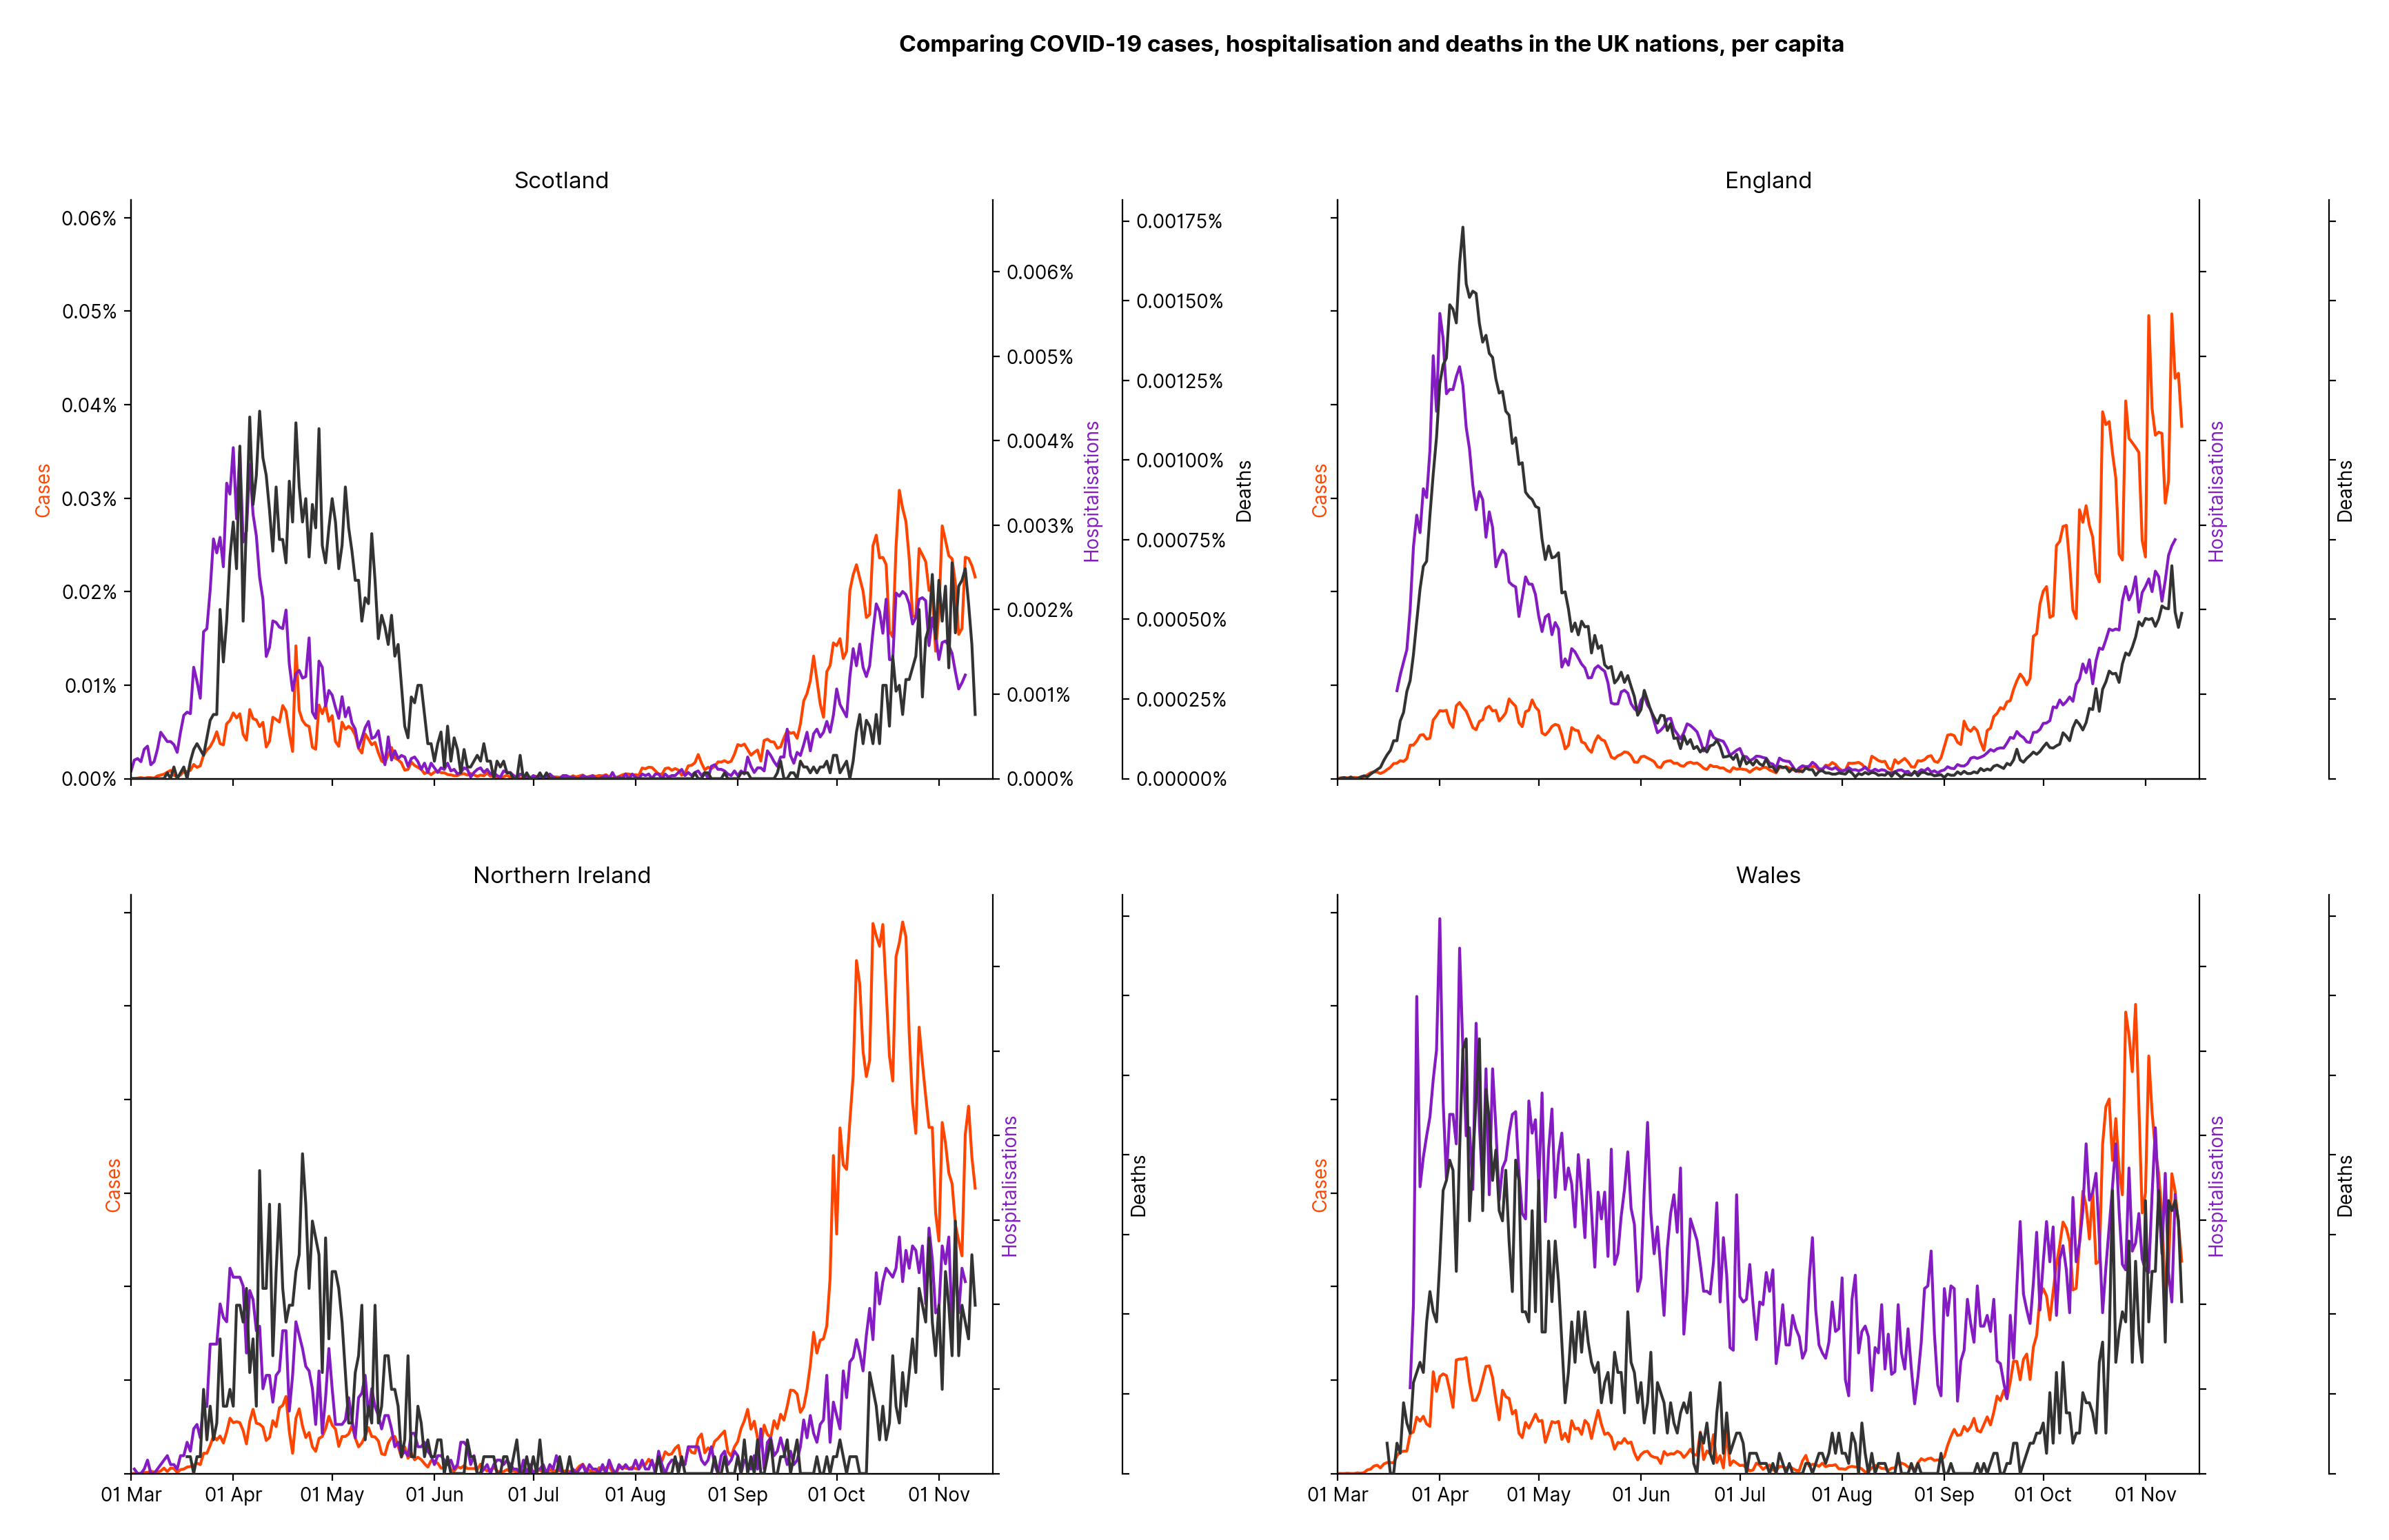 Comparing COVID-19 cases, hospitalisation and deaths in the UK nations, per capita
Scotland
Cases
0.06%
0.05%
0.04%
0.03%
0.02%
0.01%
0.00%
0.006%
0.005%
0.004%
0.003%
0.002%
0.001%
0.000%
Hospitalisations
0.00175%
0.00150%
0.00125%
0.00100%
0.00075%
0.00050%
0.00025%
0.00000%
Deaths
England
Cases
Hospitalisations
Deaths
Northern Ireland
Cases
Hospitalisations
Deaths
01 Mar 01 Apr 01 May 01 Jun 01 Jul 01 Aug 01 Sep 01 Oct 01 Nov
Wales
Cases
Hospitalisations
Deaths
01 Mar 01 Apr 01 May 01 Jun 01 Jul 01 Aug 01 Sep 01 Oct 01 Nov